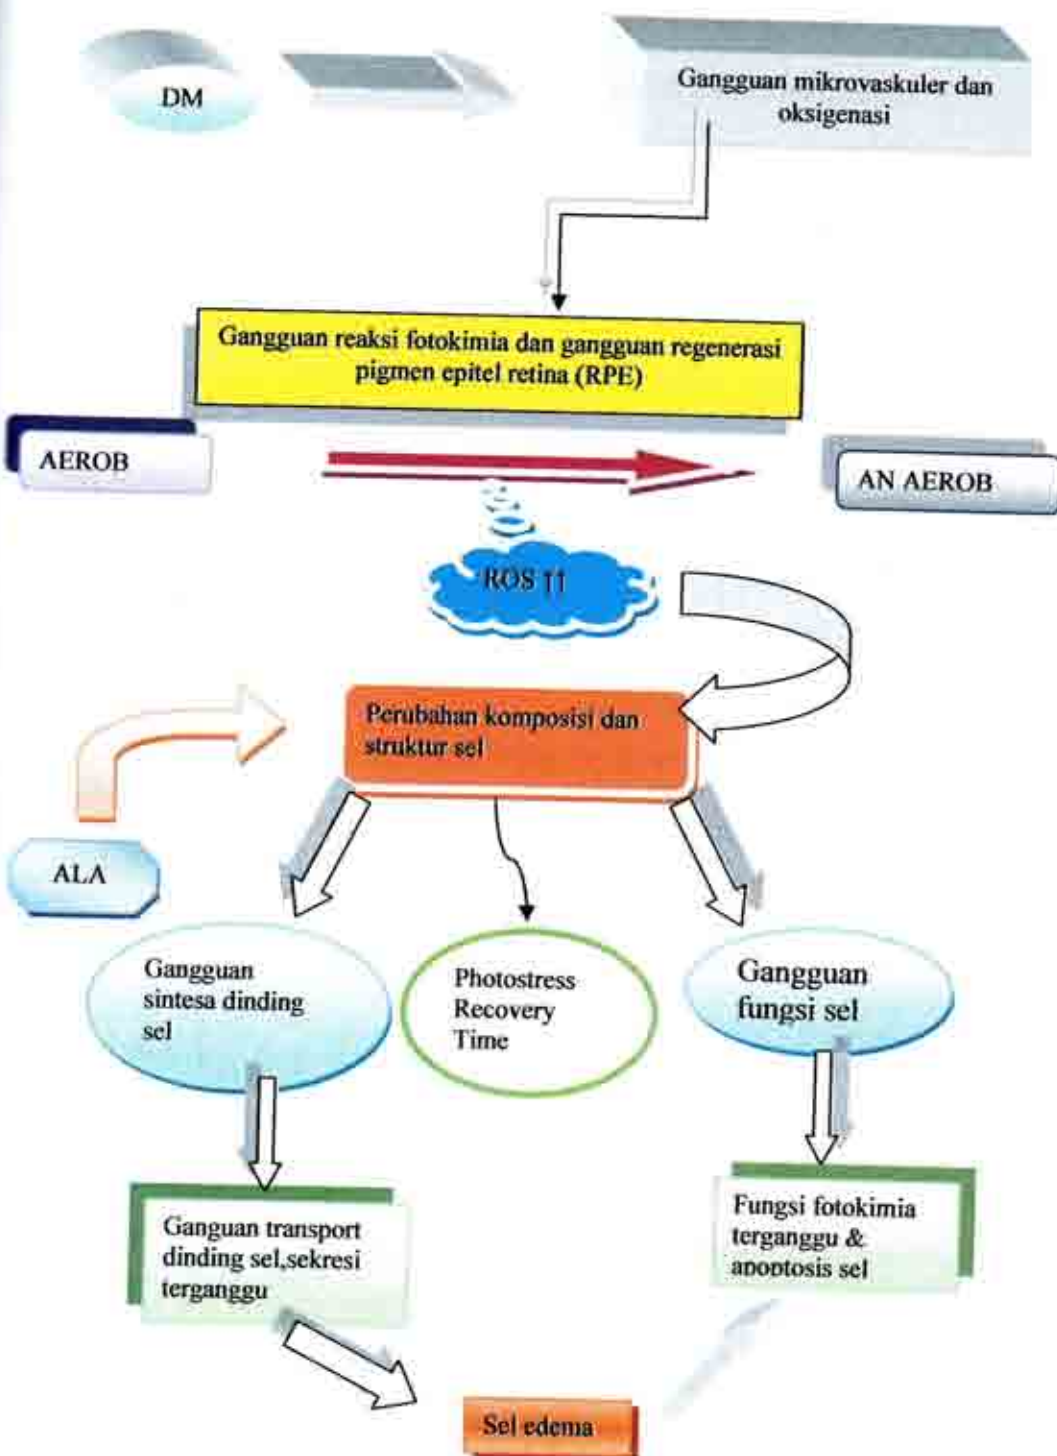 DM
Gangguan mikrovaskuler dan
oksigenasi
Gangguan reaksi fotokimia dan gangguan regenerasi
pigmen epitel retina (RPE)
AEROB
AN AEROB
ROS ↑↑
Perubahan komposisi dan
struktur sel
ALA
Gangguan
sintesa dinding
sel
Photostress
Recovery
Time
Gangguan
fungsi sel
Ganguan transport
dinding sel,sekresi
terganggu
Fungsi fotokimia
terganggu &
apoptosis sel
Sel edema